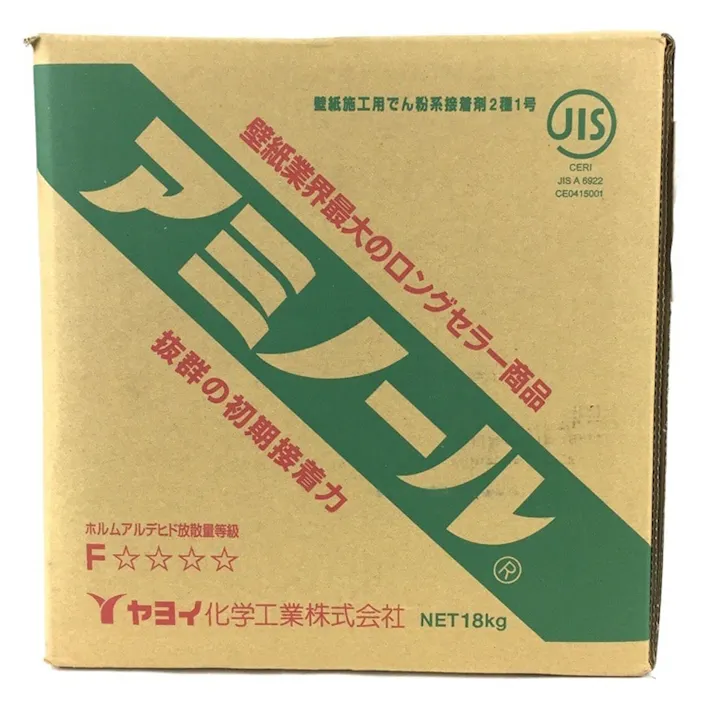 壁紙施工用でん粉系接着剤2種1号
JIS
CERI
JIS A 6922
CE0415001
壁紙業界最大のロングセラー商品
アミノール®
抜群の初期接着力
ホルムアルデヒド放散量等級
F☆☆☆☆
ヤヨイ化学工業株式会社
NET18kg